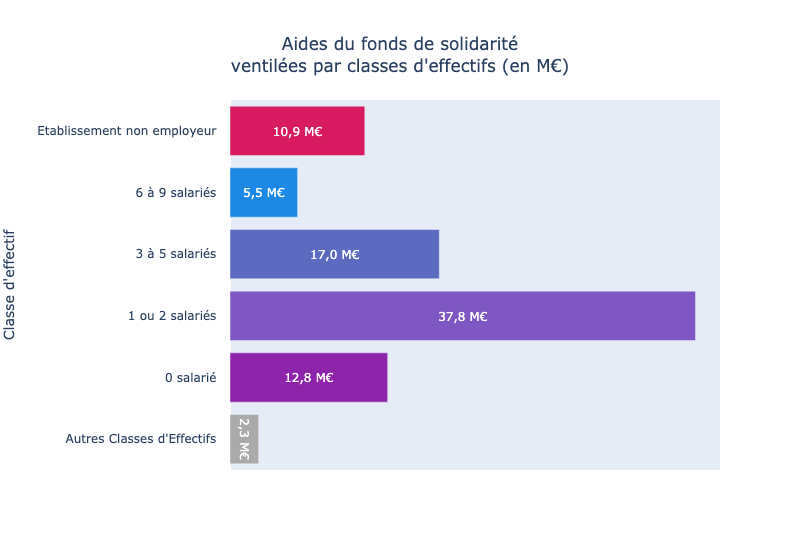 Aides du fonds de solidarité
ventilées par classes d'effectifs (en M€)
Classe d'effectif
Etablissement non employeur
10,9 M€
6 à 9 salariés
5,5 M€
3 à 5 salariés
17,0 M€
1 ou 2 salariés
37,8 M€
0 salarié
12,8 M€
Autres Classes d'Effectifs
2,3 M€